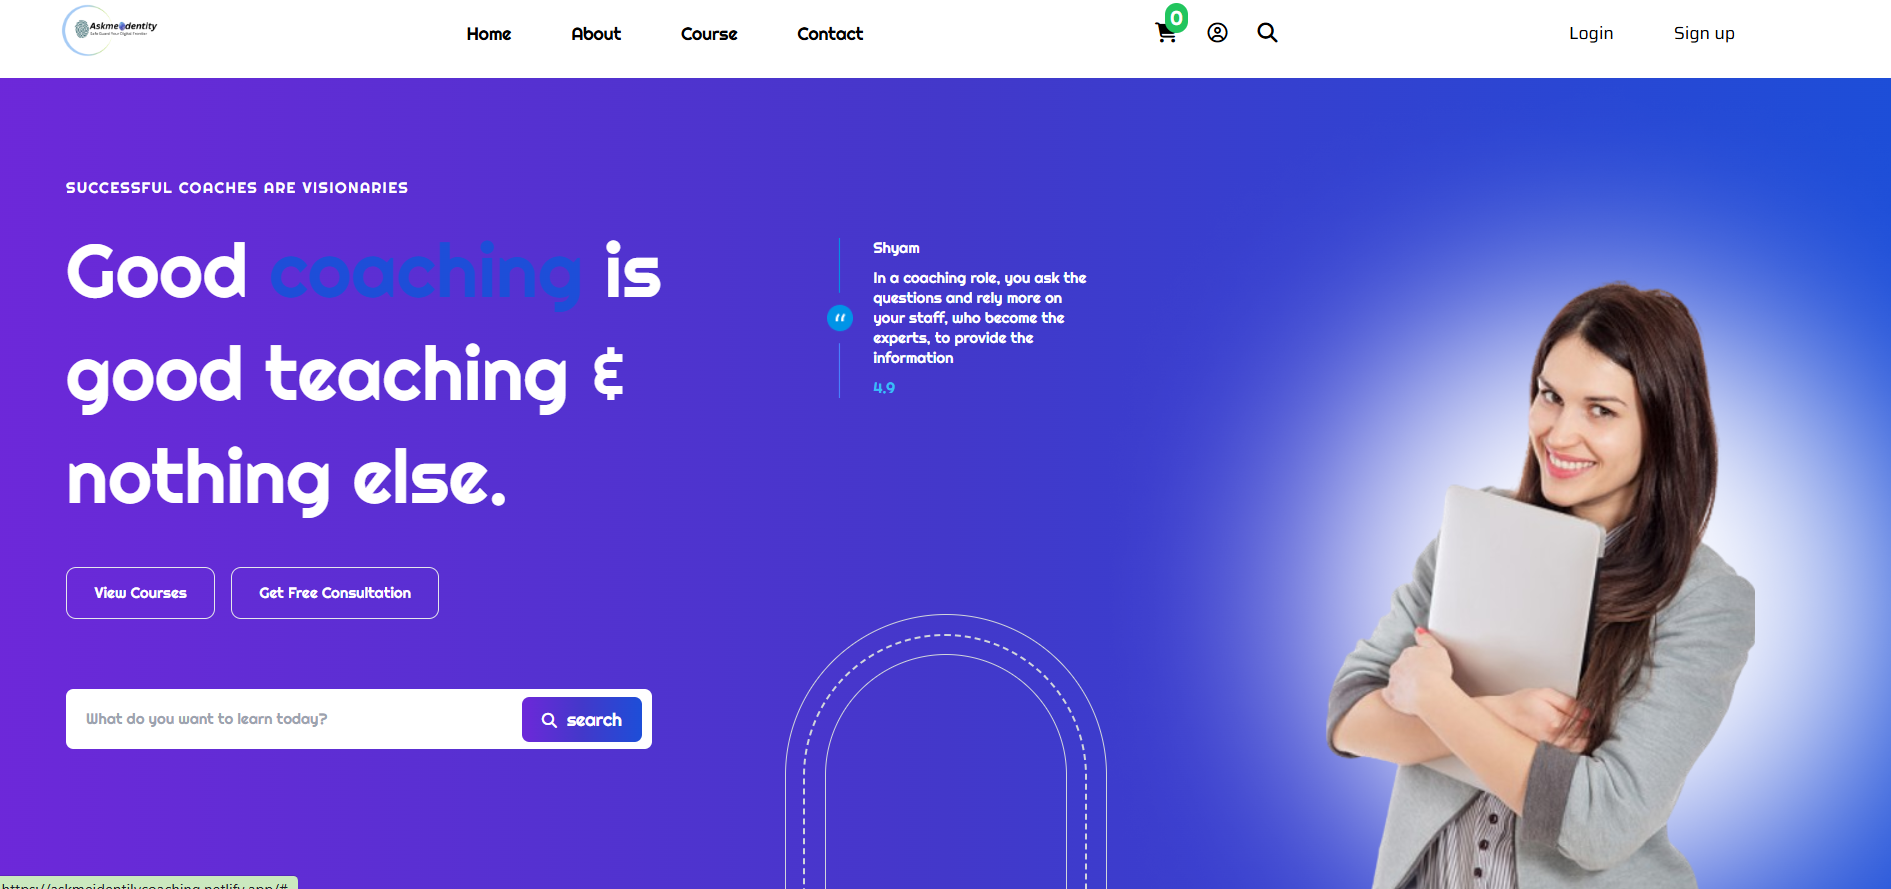 Askmeidentity
Safe Guard Your Digital Frontier
Home
About
Course
Contact
0
Login
Sign up
SUCCESSFUL COACHES ARE VISIONARIES
Good coaching is
good teaching &
nothing else.
Shyam
In a coaching role, you ask the
questions and rely more on
your staff, who become the
experts, to provide the
information
4.9
View Courses
Get Free Consultation
What do you want to learn today?
search